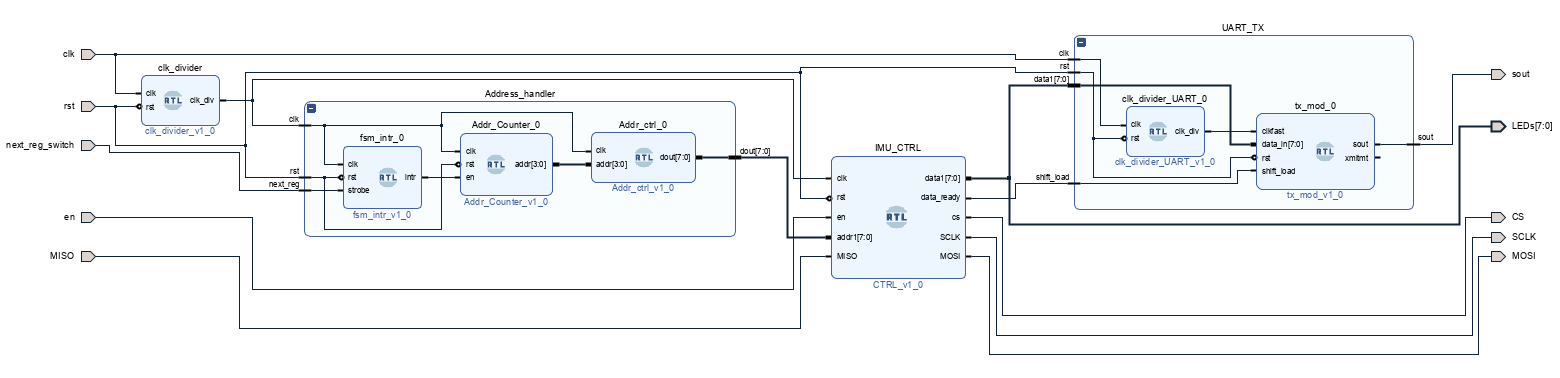 UART_TX
clk
clk
rst
data1[7:0]
sout
clk_divider
clk
rst
clk_div
RTL
clk_divider_v1_0
rst
Address_handler
clk
clk_divider_UART_0
clk
rst
clk_div
RTL
clk_divider_UART_v1_0
tx_mod_0
clkfast
data_in[7:0]
rst
shift_load
sout
xmitmt
RTL
tx_mod_v1_0
sout
LEDs[7:0]
next_reg_switch
fsm_intr_0
clk
rst
strobe
intr
RTL
fsm_intr_v1_0
Addr_Counter_0
clk
rst
en
addr[3:0]
RTL
Addr_Counter_v1_0
Addr_ctrl_0
clk
addr[3:0]
dout[7:0]
RTL
Addr_ctrl_v1_0
dout[7:0]
rst
next_reg
IMU_CTRL
clk
rst
en
addr1[7:0]
MISO
data1[7:0]
data_ready
cs
SCLK
MOSI
RTL
CTRL_v1_0
shift_load
en
MISO
CS
SCLK
MOSI